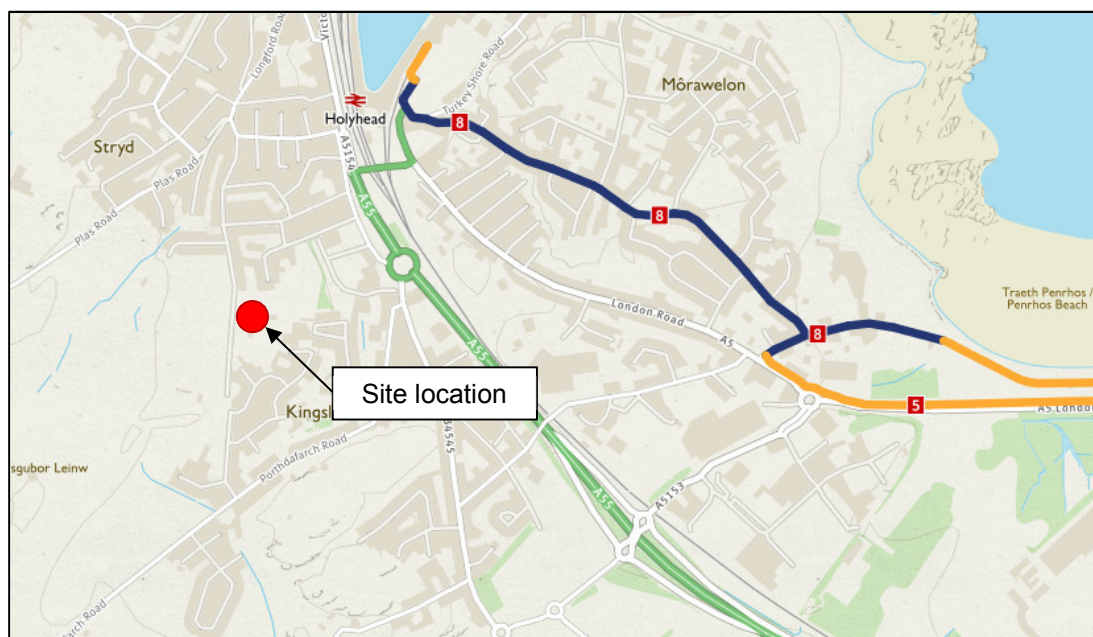 Longford Road
Victo
Turkey Shore Road
Môrawelon
Holyhead
8
Stryd
A5154
Plas Road
Plas Road
A55
8
London Road
A5
Traeth Penrhos /
Penrhos Beach
8
Site location
Kingsl
5
A5, London
B4545
Porthdafarch Road
sgubor Leinw
A55
A5153
afarch Road